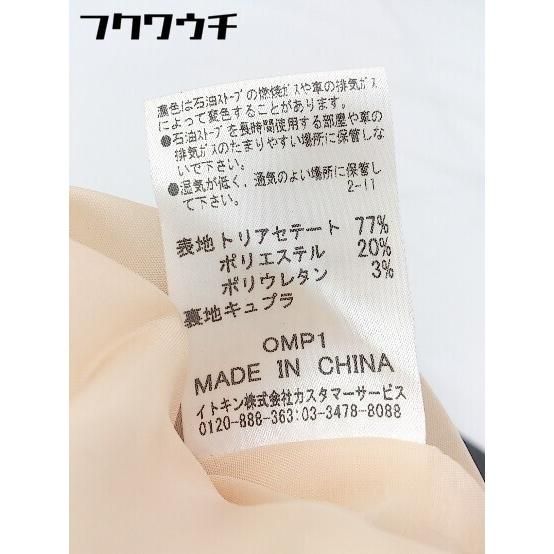 フクワウチ
濃色は石油ストーブの燃焼ガスや車の排気ガス
によって変色することがあります。
●石油ストーブを長時間使用する部屋や車の
排気ガスのたまりやすい場所に保管しな
いで下さい。
●湿気が低く、通気のよい場所に保管し
て下さい。 2-11
表地トリアセテート 77%
ポリエステル 20%
ポリウレタン 3%
裏地キュプラ
OMP1
MADE IN CHINA
イトキン株式会社カスタマーサービス
0120-888-363:03-3478-8088